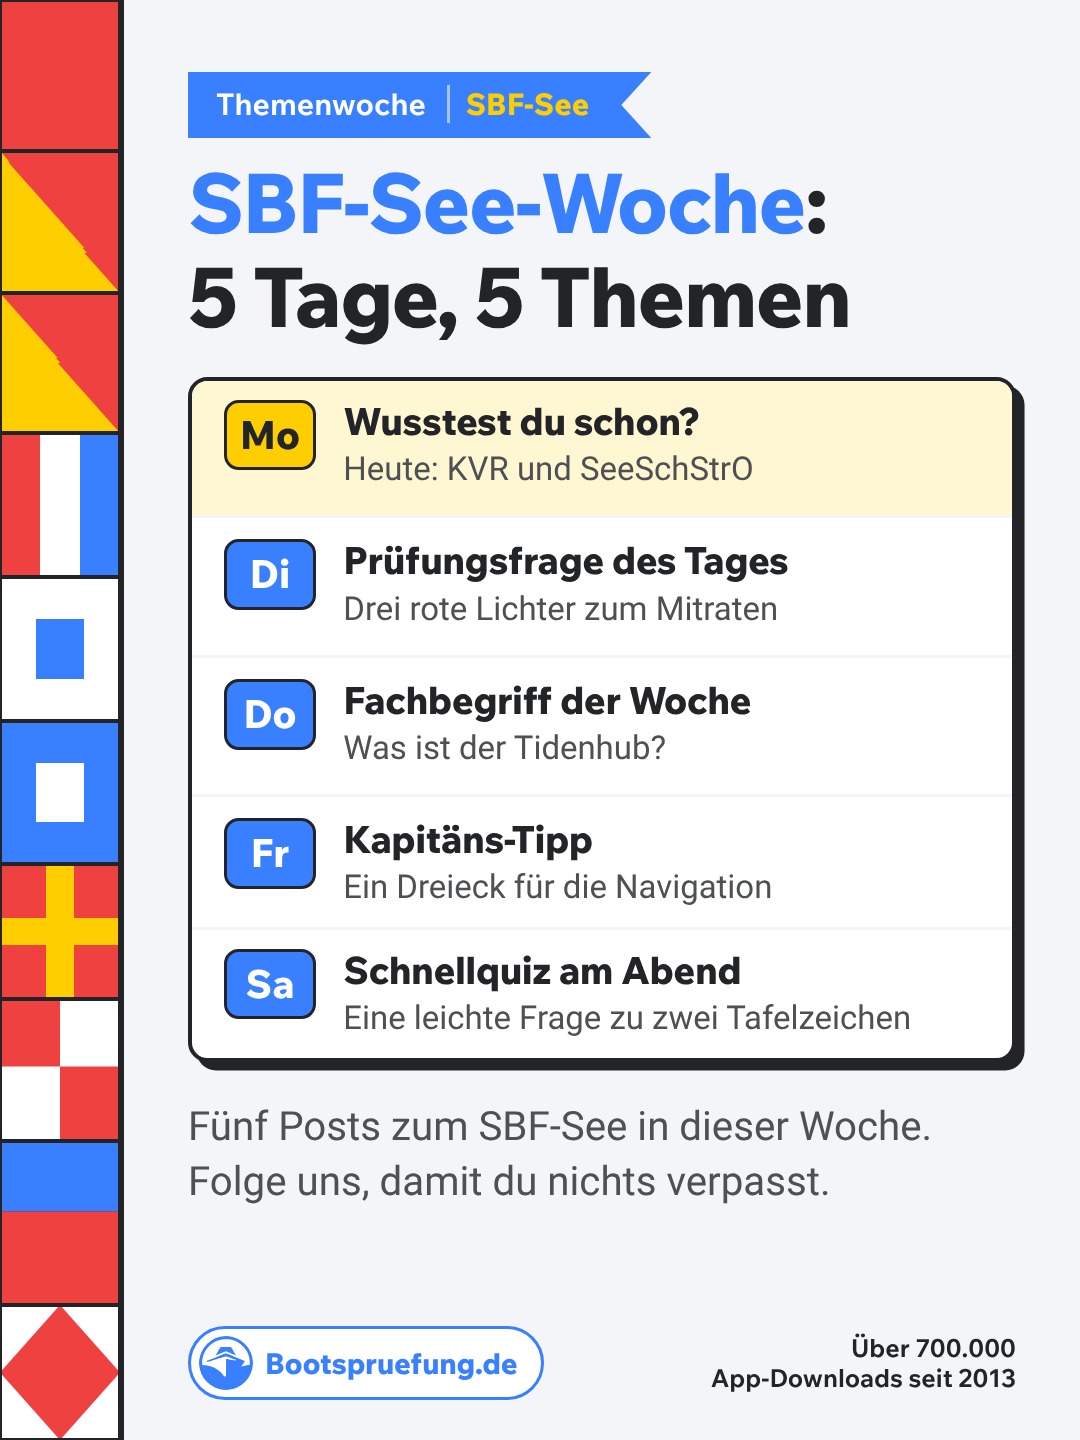 Themenwoche | SBF-See
SBF-See-Woche:
5 Tage, 5 Themen
Mo
Wusstest du schon?
Heute: KVR und SeeSchStrO
Di
Prüfungsfrage des Tages
Drei rote Lichter zum Mitraten
Do
Fachbegriff der Woche
Was ist der Tidenhub?
Fr
Kapitäns-Tipp
Ein Dreieck für die Navigation
Sa
Schnellquiz am Abend
Eine leichte Frage zu zwei Tafelzeichen
Fünf Posts zum SBF-See in dieser Woche.
Folge uns, damit du nichts verpasst.
Bootspruefung.de
Über 700.000
App-Downloads seit 2013